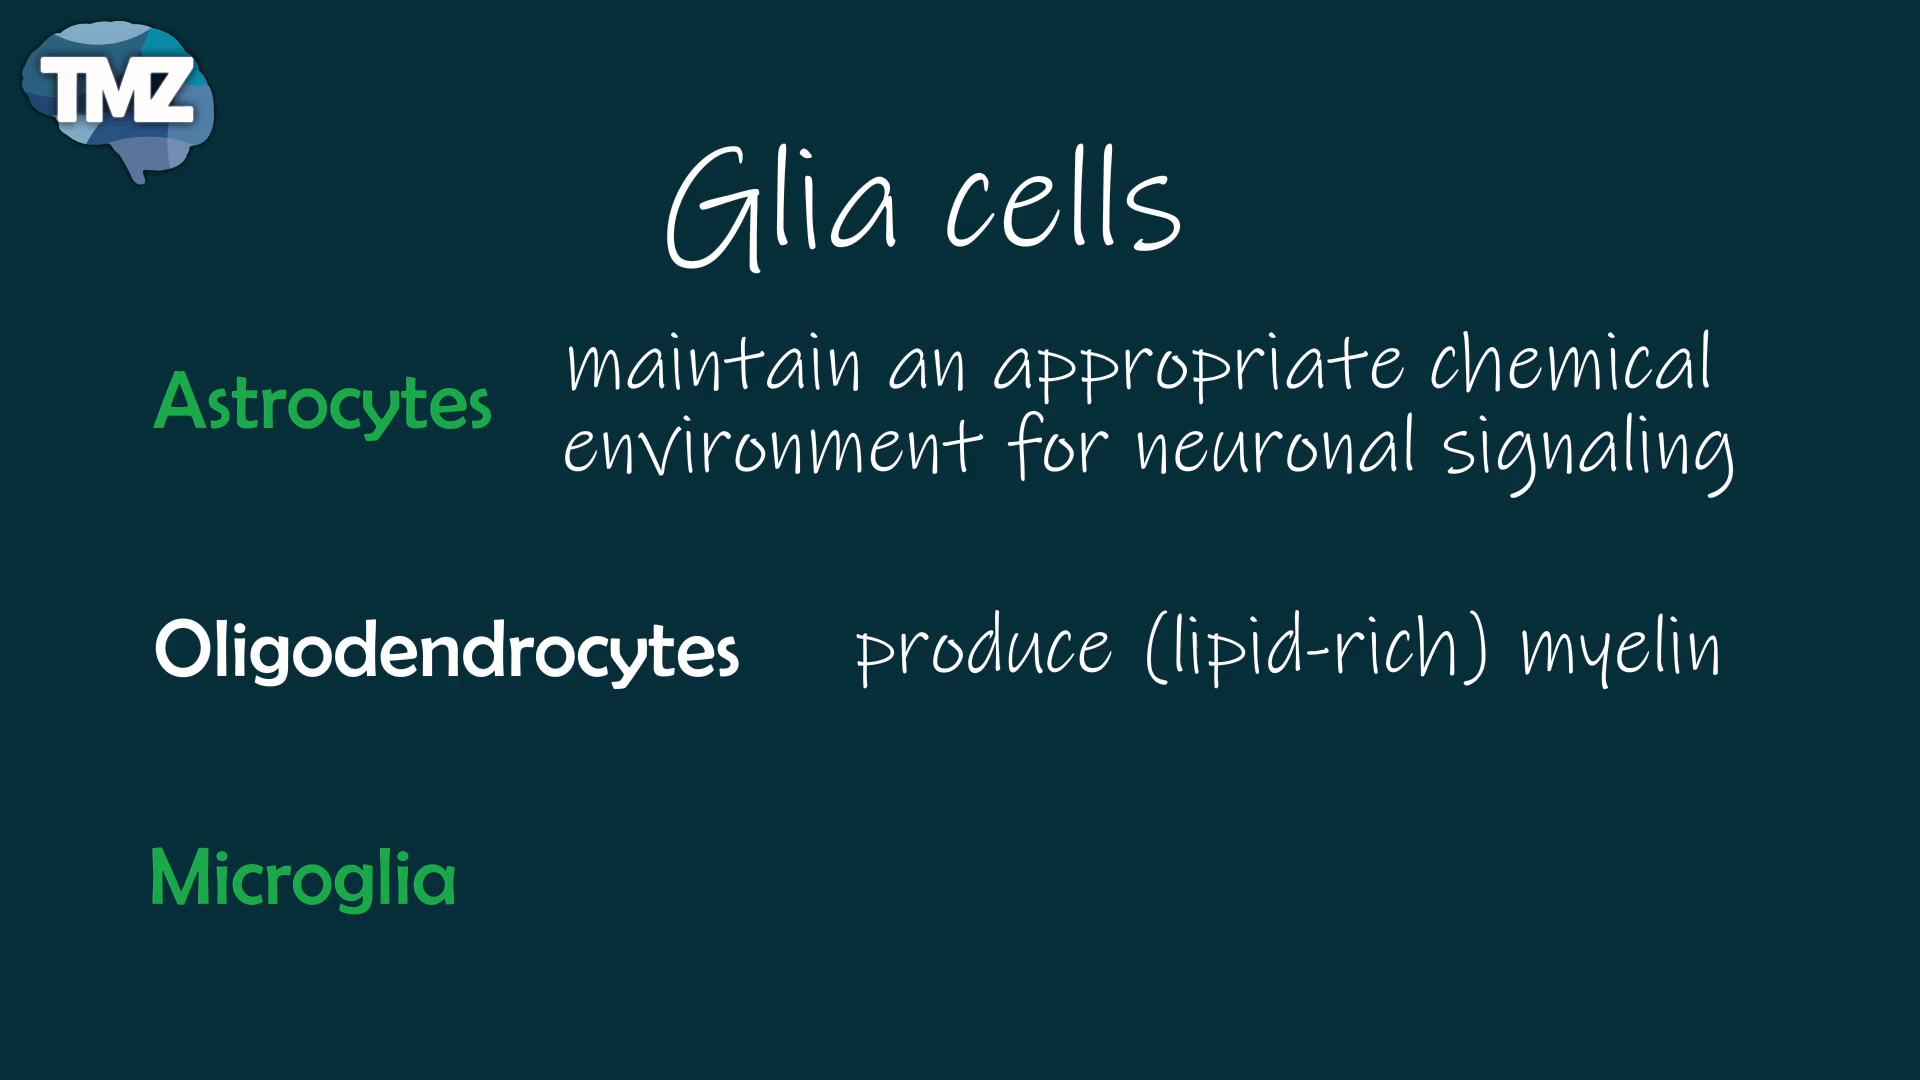 TMZ
Glia cells
Astrocytes
maintain an appropriate chemical
environment for neuronal signaling
Oligodendrocytes
produce (lipid-rich) myelin
Microglia